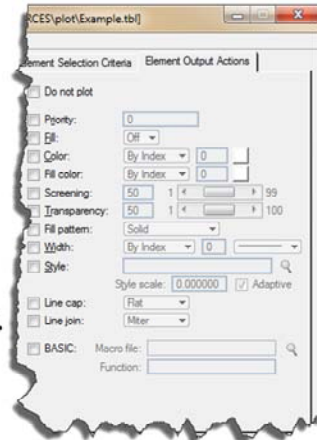 RCES\plot\Example.tbl]
ement Selection Criteria Element Output Actions
Do not plot
Priority: 0
Fill: Off
Color: By Index 0
Fill color: By Index 0
Screening: 50 1 99
Transparency: 50 1 100
Fill pattern: Solid
Width: By Index 0
Style:
Style scale: 0.000000 Adaptive
Line cap: Flat
Line join: Miter
BASIC: Macro file:
Function: